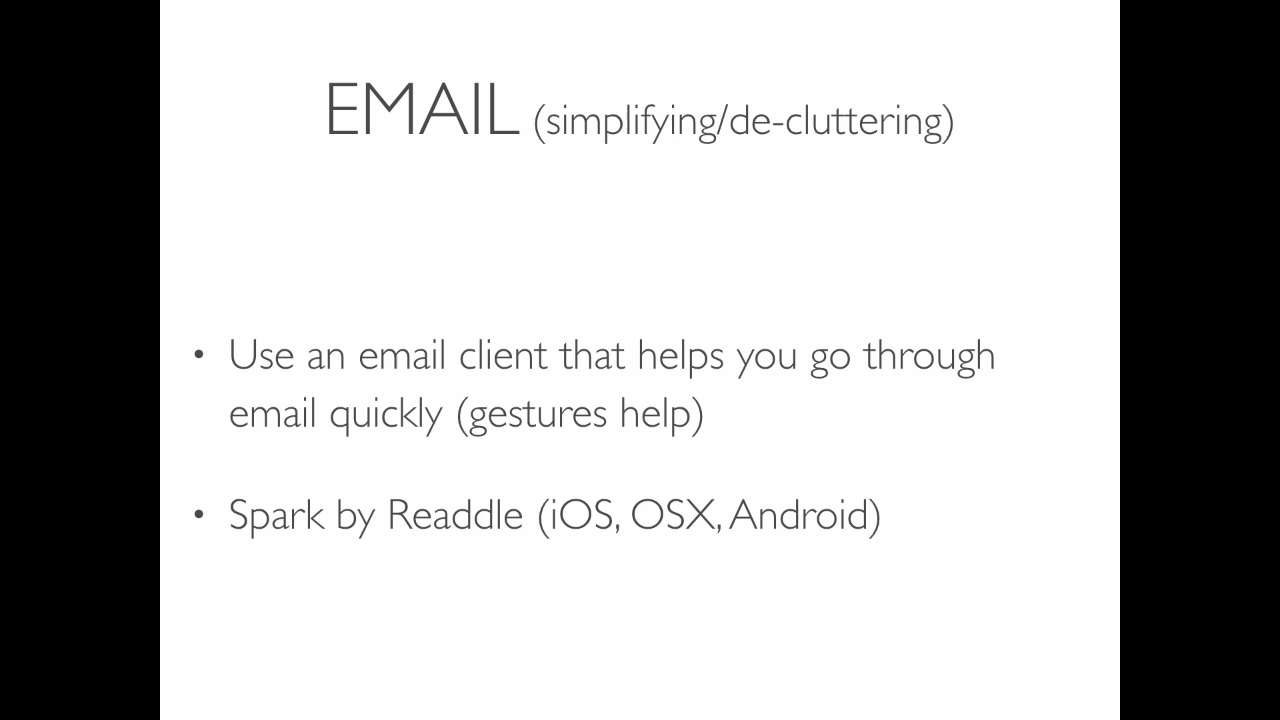 EMAIL (simplifying/de-cluttering)
• Use an email client that helps you go through
email quickly (gestures help)
• Spark by Readdle (iOS, OSX, Android)